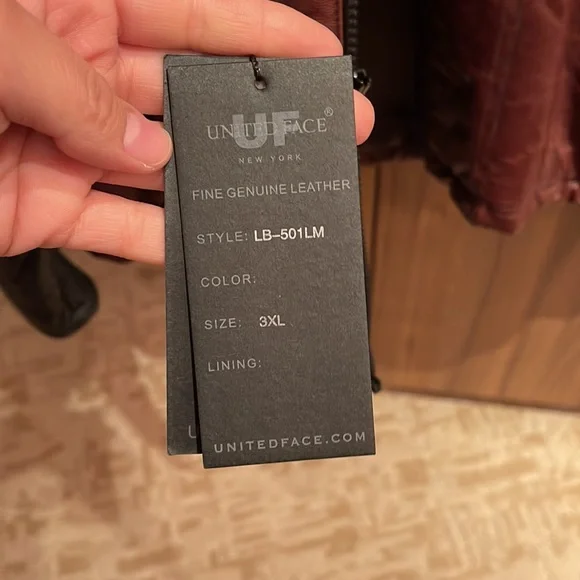 UF
UNITED FACE®
NEW YORK
FINE GENUINE LEATHER
STYLE: LB-501LM
COLOR:
SIZE: 3XL
LINING:
UNITEDFACE.COM